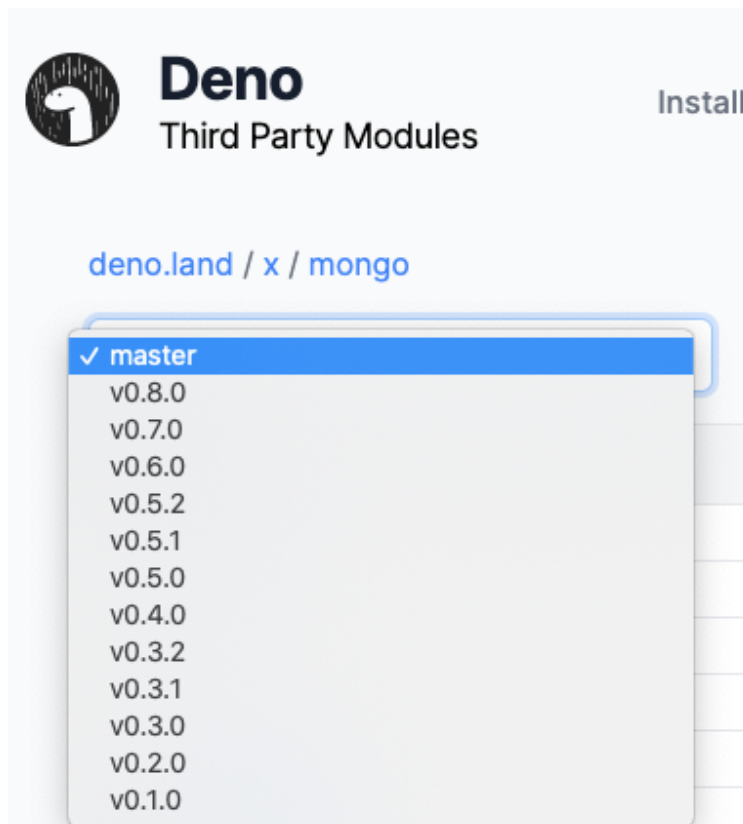 Deno
Third Party Modules
Install
deno.land / x / mongo
✓ master
v0.8.0
v0.7.0
v0.6.0
v0.5.2
v0.5.1
v0.5.0
v0.4.0
v0.3.2
v0.3.1
v0.3.0
v0.2.0
v0.1.0